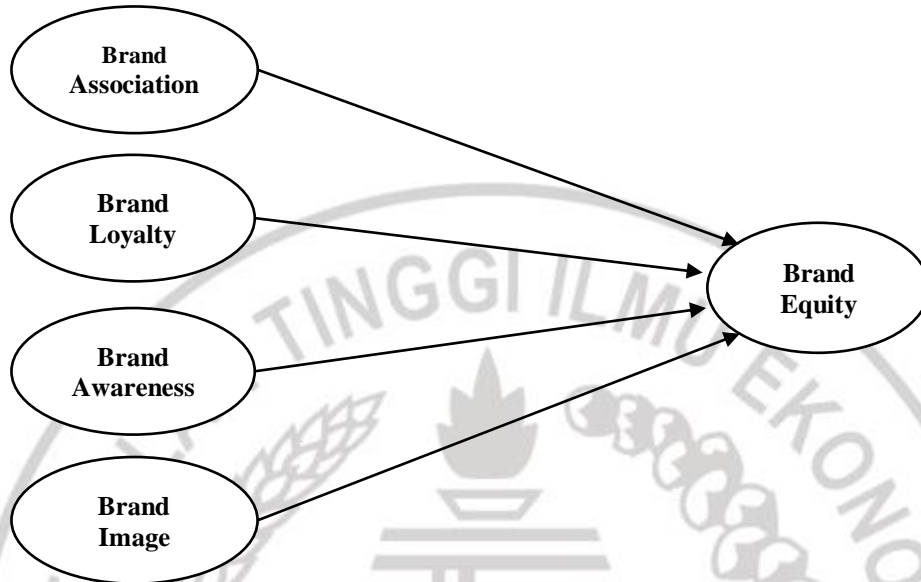 Brand
Association
Brand
Loyalty
Brand
Awareness
Brand
Image
Brand
Equity
TINGGI ILMU EKONO